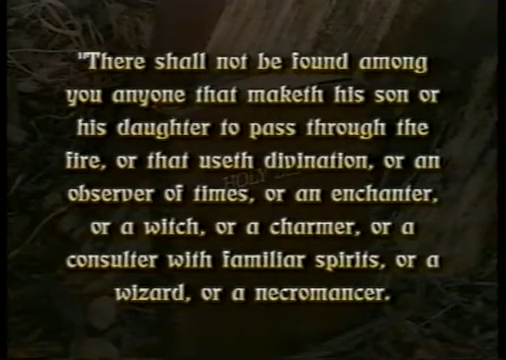 "There shall not be found among
you anyone that maketh his son or
his daughter to pass through the
fire, or that useth divination, or an
observer of times, or an enchanter,
or a witch, or a charmer, or a
consulter with familiar spirits, or a
wizard, or a necromancer.
HOLY